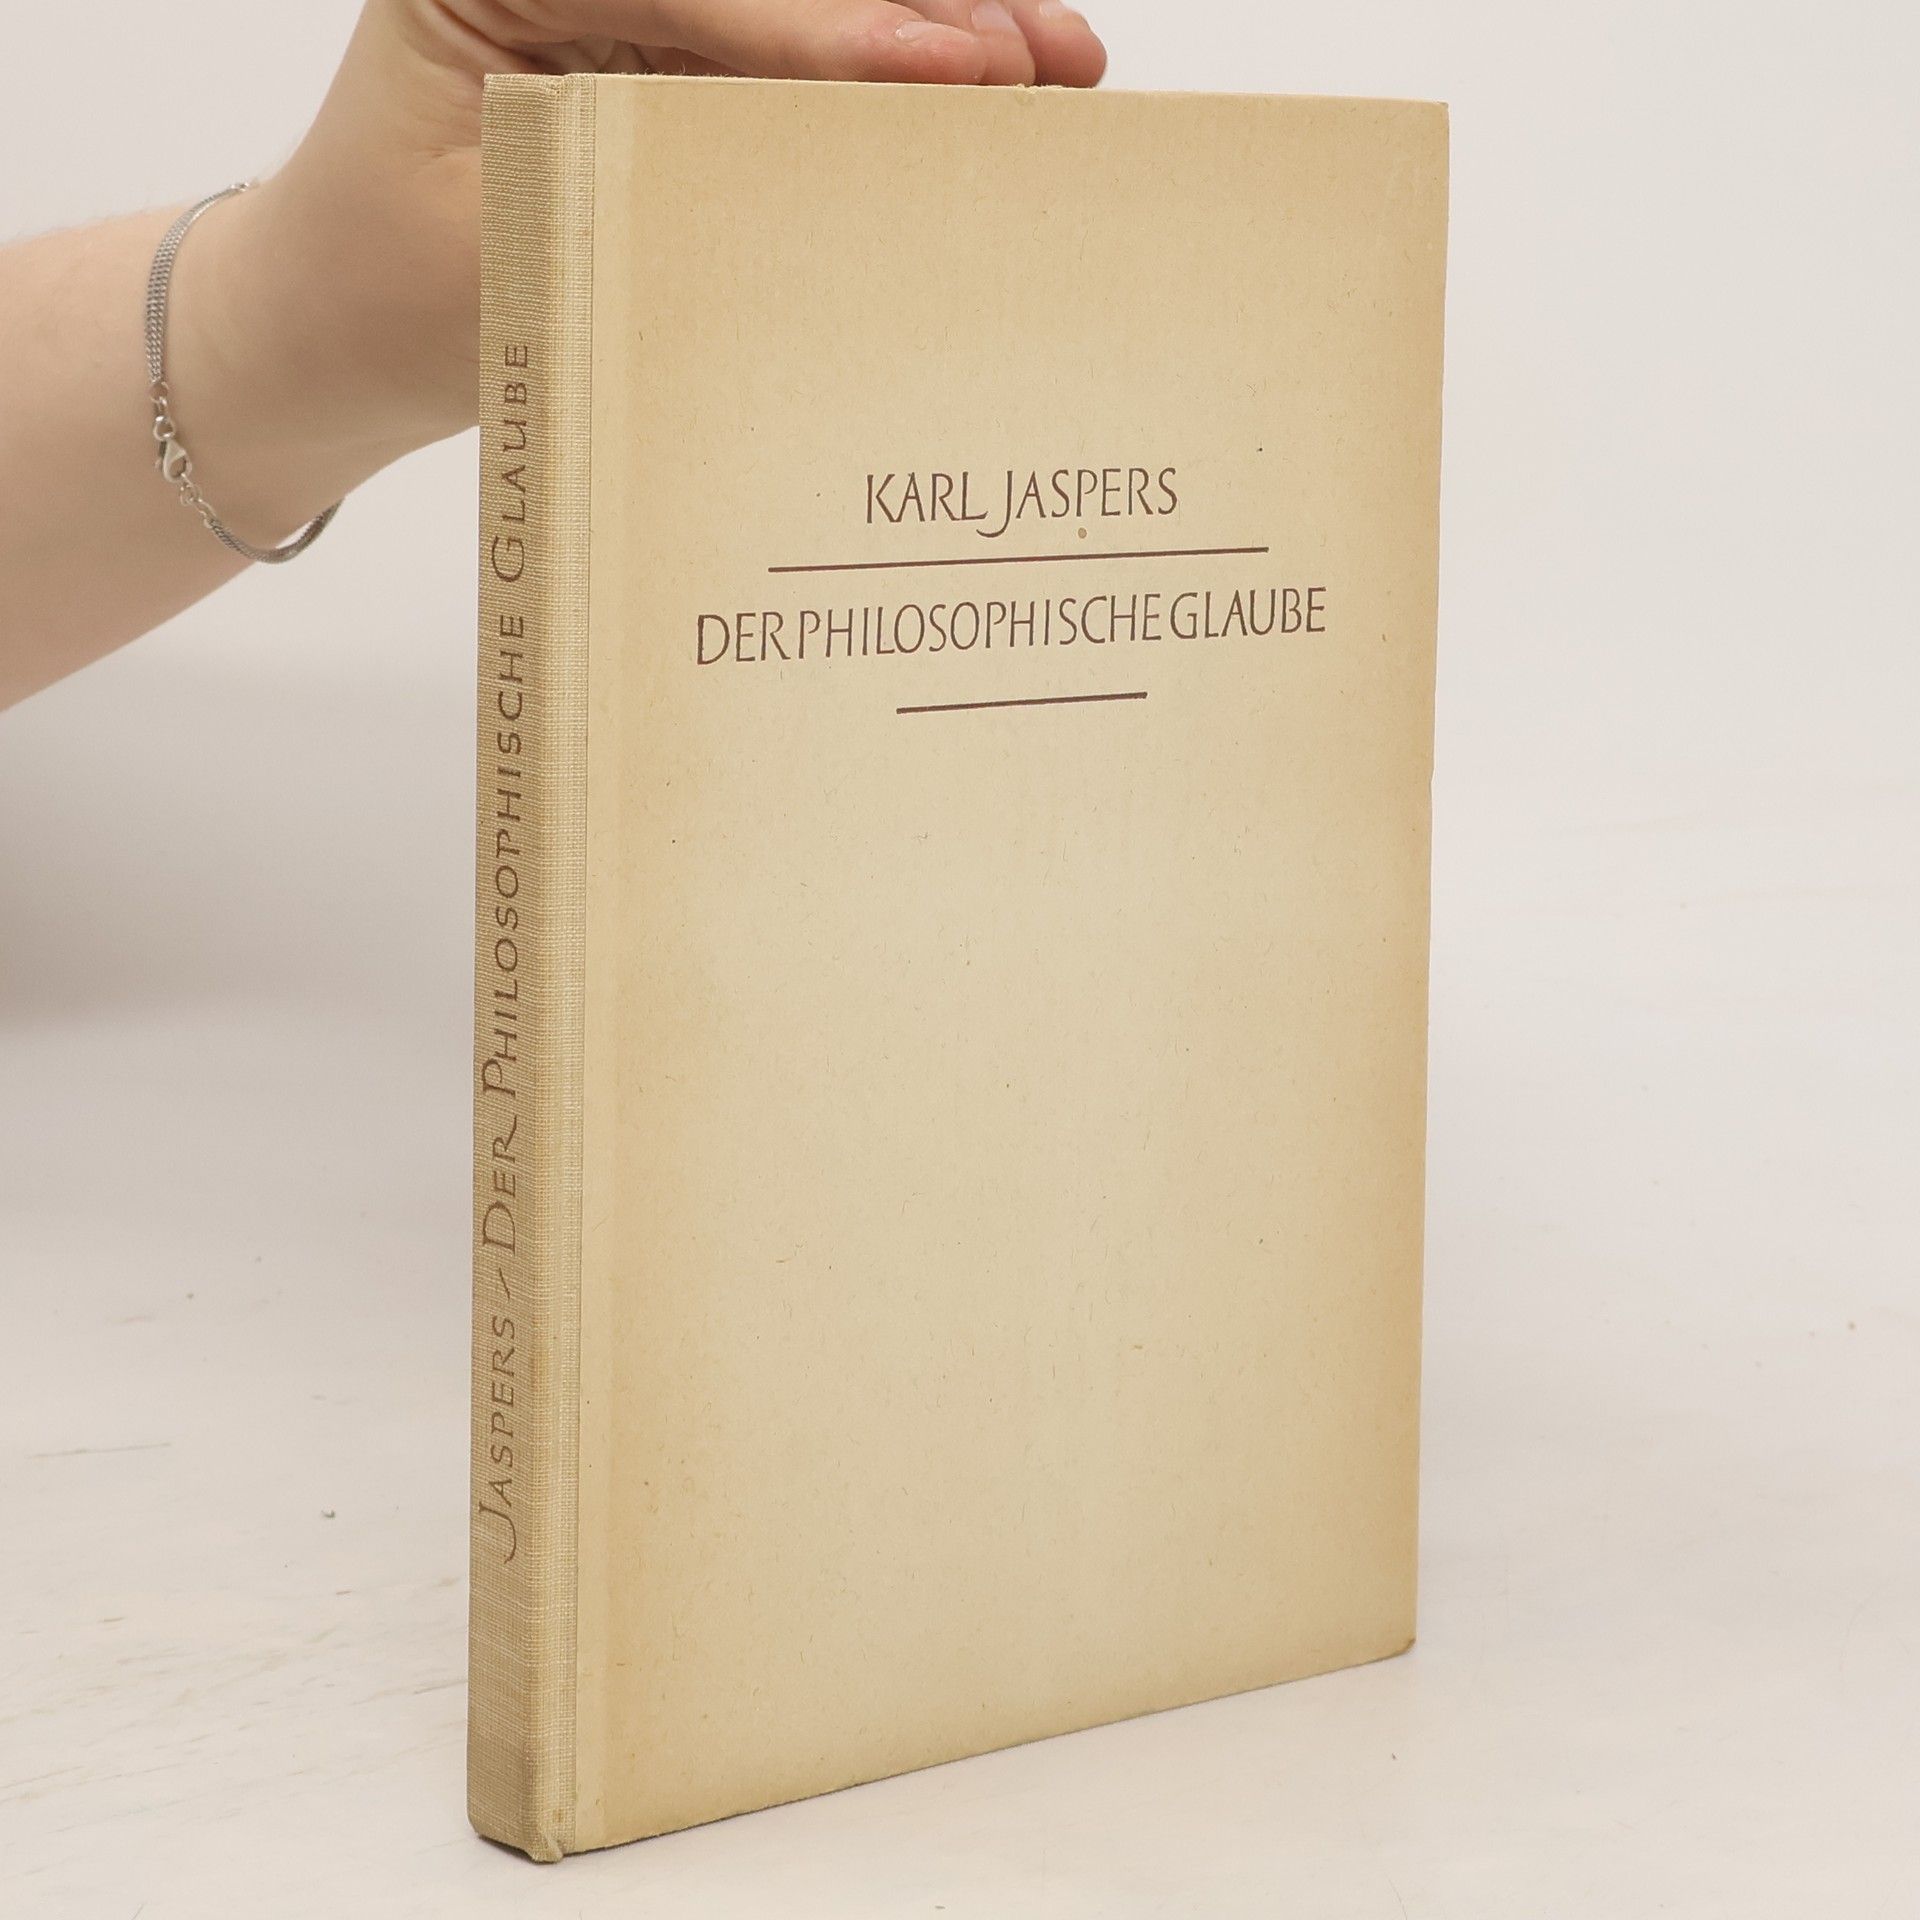 KARL JASPERS
DER PHILOSOPHISCHE GLAUBE
JASPERS / DER PHILOSOPHISCHE GLAUBE